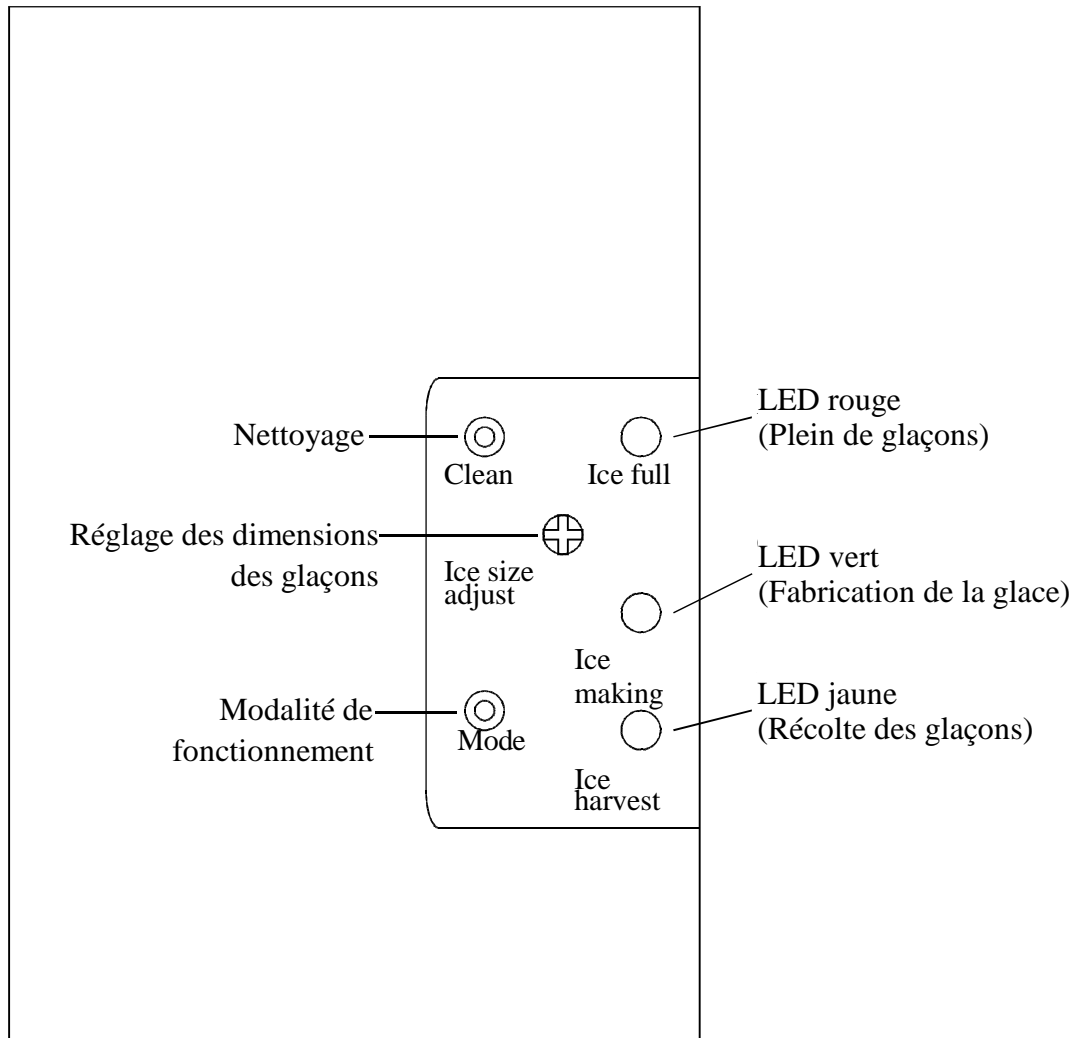 Nettoyage
Clean
Ice full
LED rouge
(Plein de glaçons)
Réglage des dimensions
des glaçons
Ice size
adjust
LED vert
(Fabrication de la glace)
Ice
making
Modalité de
fonctionnement
Mode
LED jaune
(Récolte des glaçons)
Ice
harvest